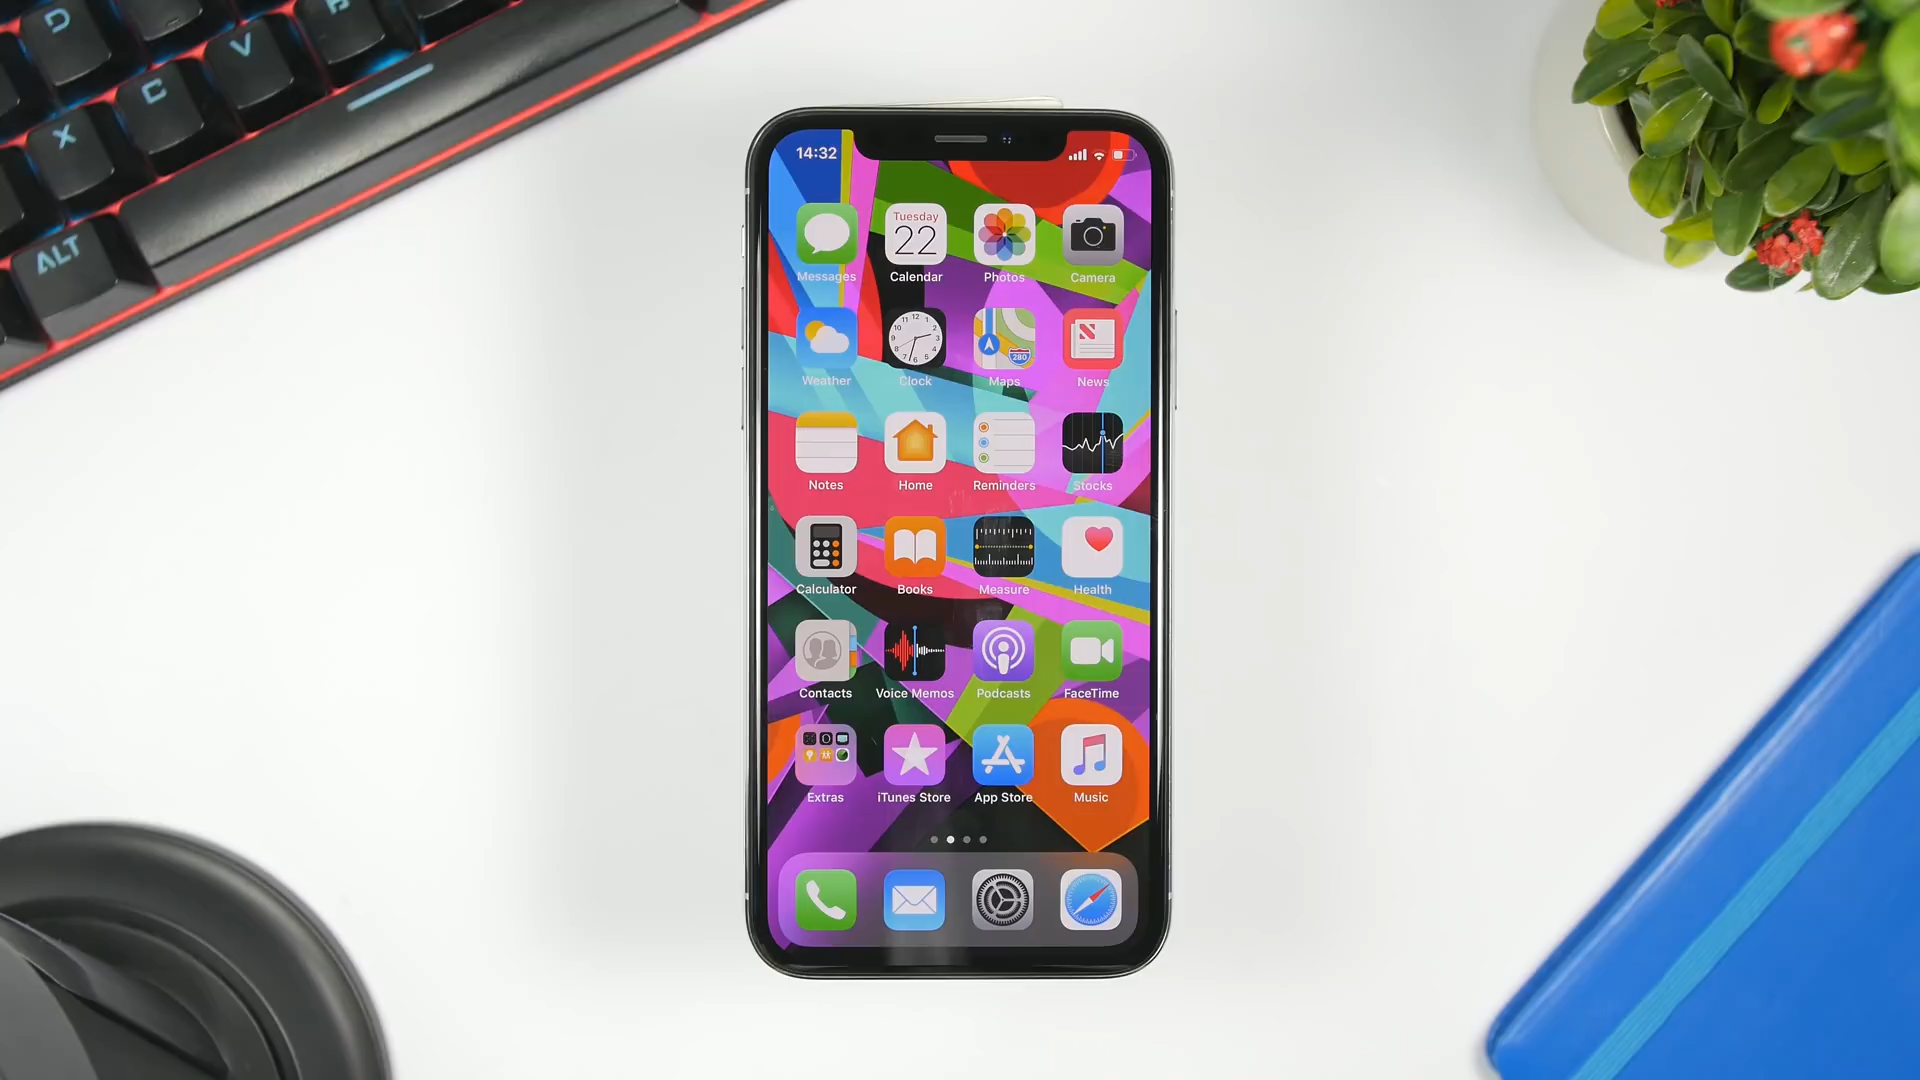 D
C
V
B
X
ALT
14:32
Tuesday
22
Messages
Calendar
Photos
Camera
280
Weather
Clock
Maps
News
Notes
Home
Reminders
Stocks
Calculator
Books
Measure
Health
Contacts
Voice Memos
Podcasts
FaceTime
Extras
iTunes Store
App Store
Music